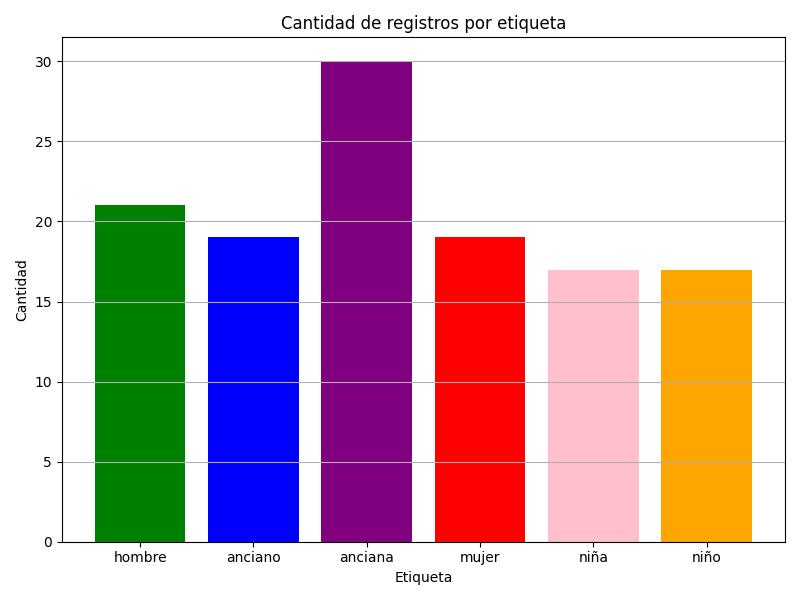 Cantidad de registros por etiqueta
30
25
20
15
10
5
0
Cantidad
hombre anciano anciana mujer niña niño
Etiqueta